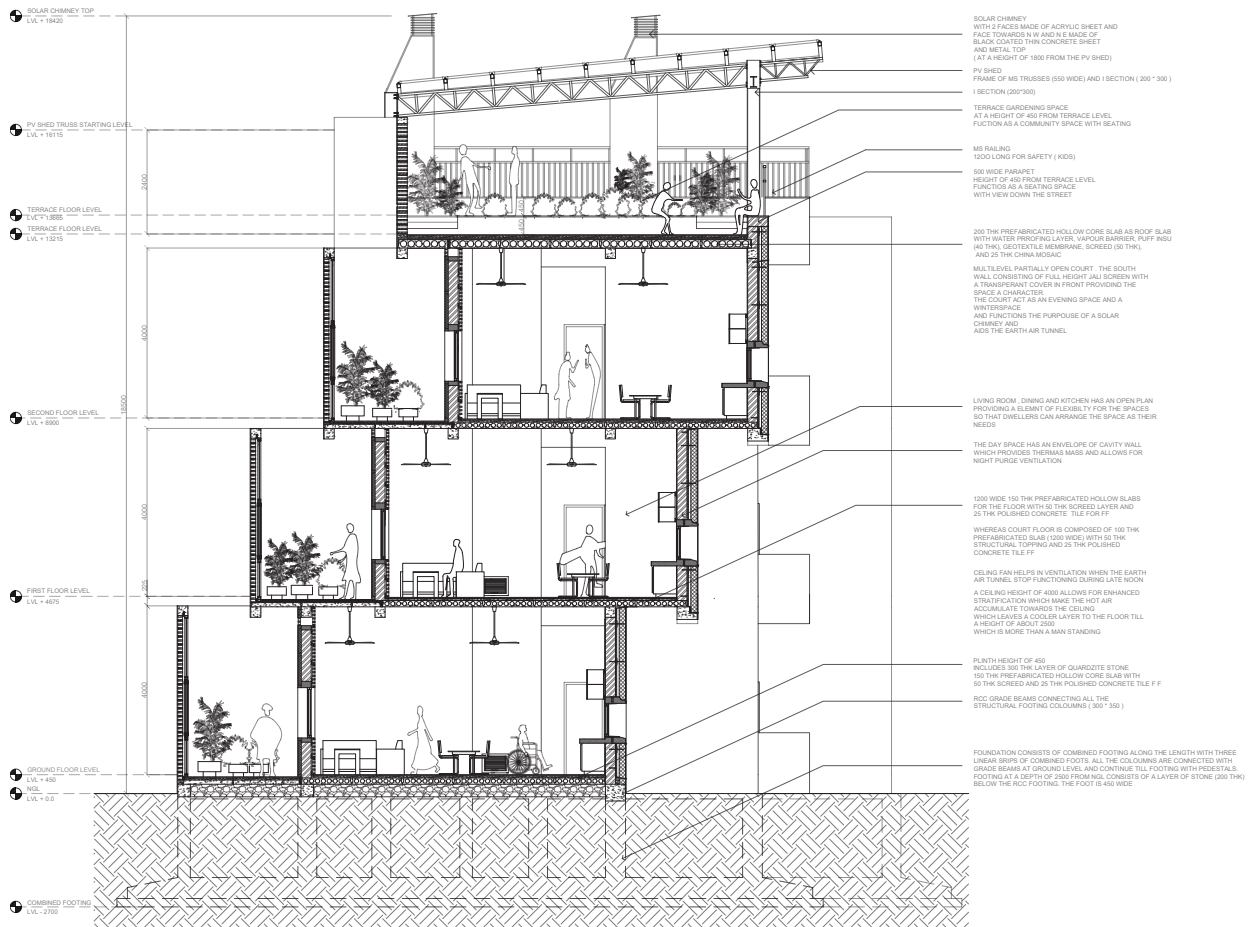 SOLAR CHIMNEY TOP
LVL + 18420
PV SHED TRUSS STARTING LEVEL
LVL + 16115
TERRACE FLOOR LEVEL
LVL + 13665
TERRACE FLOOR LEVEL
LVL + 13215
SECOND FLOOR LEVEL
LVL + 8900
FIRST FLOOR LEVEL
LVL + 4675
GROUND FLOOR LEVEL
LVL + 450
NGL
LVL + 0.0
COMBINED FOOTING
LVL - 2700
2400
4000
18500
4000
225
4000
450
450
SOLAR CHIMNEY
WITH 2 FACES MADE OF ACRYLIC SHEET AND
FACE TOWARDS N W AND N E MADE OF
BLACK COATED THIN CONCRETE SHEET
AND METAL TOP
( AT A HEIGHT OF 1800 FROM THE PV SHED)
PV SHED
FRAME OF MS TRUSSES (550 WIDE) AND I SECTION ( 200 * 300 )
I SECTION (200*300)
TERRACE GARDENING SPACE
AT A HEIGHT OF 450 FROM TERRACE LEVEL
FUCTION AS A COMMUNITY SPACE WITH SEATING
MS RAILING
12OO LONG FOR SAFETY ( KIDS)
500 WIDE PARAPET
HEIGHT OF 450 FROM TERRACE LEVEL
FUNCTIOS AS A SEATING SPACE
WITH VIEW DOWN THE STREET
200 THK PREFABRICATED HOLLOW CORE SLAB AS ROOF SLAB
WITH WATER PRROFING LAYER, VAPOUR BARRIER, PUFF INSU
(40 THK), GEOTEXTILE MEMBRANE, SCREED (50 THK),
AND 25 THK CHINA MOSAIC
MULTILEVEL PARTIALLY OPEN COURT . THE SOUTH
WALL CONSISTING OF FULL HEIGHT JALI SCREEN WITH
A TRANSPERANT COVER IN FRONT PROVIDIND THE
SPACE A CHARACTER.
THE COURT ACT AS AN EVENING SPACE AND A
WINTERSPACE
AND FUNCTIONS THE PURPOUSE OF A SOLAR
CHIMNEY AND
AIDS THE EARTH AIR TUNNEL
LIVING ROOM , DINING AND KITCHEN HAS AN OPEN PLAN
PROVIDING A ELEMNT OF FLEXIBILTY FOR THE SPACES
SO THAT DWELLERS CAN ARRANGE THE SPACE AS THEIR
NEEDS
THE DAY SPACE HAS AN ENVELOPE OF CAVITY WALL
WHICH PROVIDES THERMAS MASS AND ALLOWS FOR
NIGHT PURGE VENTILATION
1200 WIDE 150 THK PREFABRICATED HOLLOW SLABS
FOR THE FLOOR WITH 50 THK SCREED LAYER AND
25 THK POLISHED CONCRETE TILE FOR FF
WHEREAS COURT FLOOR IS COMPOSED OF 100 THK
PREFABRICATED SLAB (1200 WIDE) WITH 50 THK
STRUCTURAL TOPPING AND 25 THK POLISHED
CONCRETE TILE FF
CELING FAN HELPS IN VENTILATION WHEN THE EARTH
AIR TUNNEL STOP FUNCTIONING DURING LATE NOON
A CEILING HEIGHT OF 4000 ALLOWS FOR ENHANCED
STRATIFICATION WHICH MAKE THE HOT AIR
ACCUMULATE TOWARDS THE CEILING
WHICH LEAVES A COOLER LAYER TO THE FLOOR TILL
A HEIGHT OF ABOUT 2500
WHICH IS MORE THAN A MAN STANDING
PLINTH HEIGHT OF 450
INCLUDES 300 THK LAYER OF QUARDZITE STONE
150 THK PREFABRICATED HOLLOW CORE SLAB WITH
50 THK SCREED AND 25 THK POLISHED CONCRETE TILE F F
RCC GRADE BEAMS CONNECTING ALL THE
STRUCTURAL FOOTING COLOUMNS ( 300 * 350 )
FOUNDATION CONSISTS OF COMBINED FOOTING ALONG THE LENGTH WITH THREE
LINEAR SRIPS OF COMBINED FOOTS. ALL THE COLOUMNS ARE CONNECTED WITH
GRADE BEAMS AT GROUND LEVEL AND CONTINUE TILL FOOTING WITH PEDESTALS.
FOOTING AT A DEPTH OF 2500 FROM NGL CONSISTS OF A LAYER OF STONE (200 THK)
BELOW THE RCC FOOTING. THE FOOT IS 450 WIDE